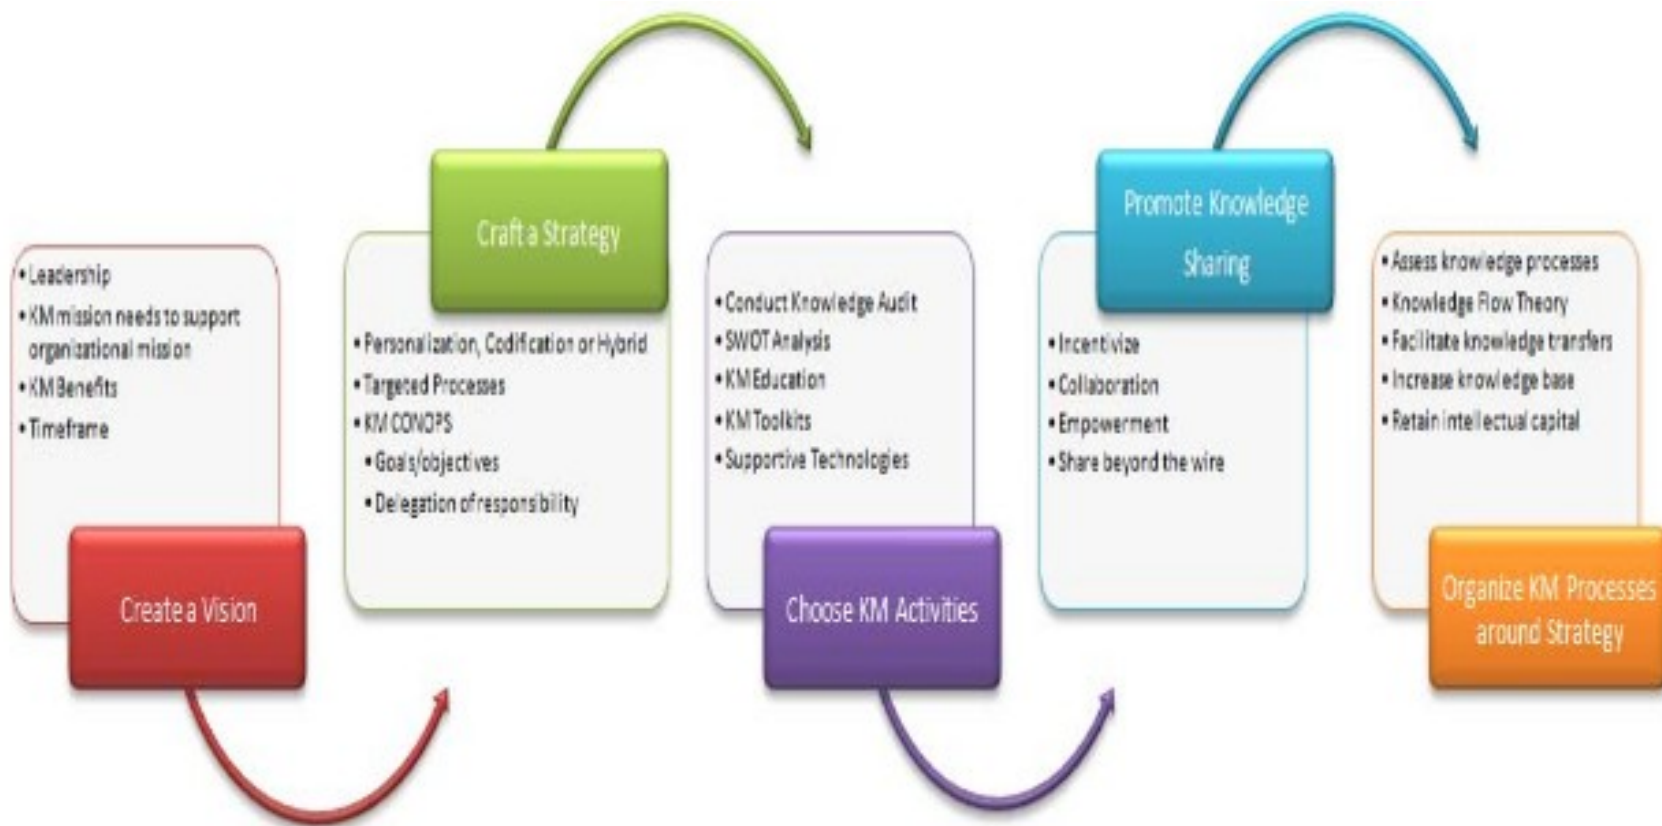 • Leadership
• KM mission needs to support
organizational mission
• KM Benefits
• Timeframe
Create a Vision
Craft a Strategy
• Personalization, Codification or Hybrid
• Targeted Processes
• KM CONOPS
• Goals/objectives
• Delegation of responsibility
• Conduct Knowledge Audit
• SWOT Analysis
• KM Education
• KM Toolkits
• Supportive Technologies
Choose KM Activities
Promote Knowledge
Sharing
• Incentivize
• Collaboration
• Empowerment
• Share beyond the wire
• Assess knowledge processes
• Knowledge Flow Theory
• Facilitate knowledge transfers
• Increase knowledge base
• Retain intellectual capital
Organize KM Processes
around Strategy